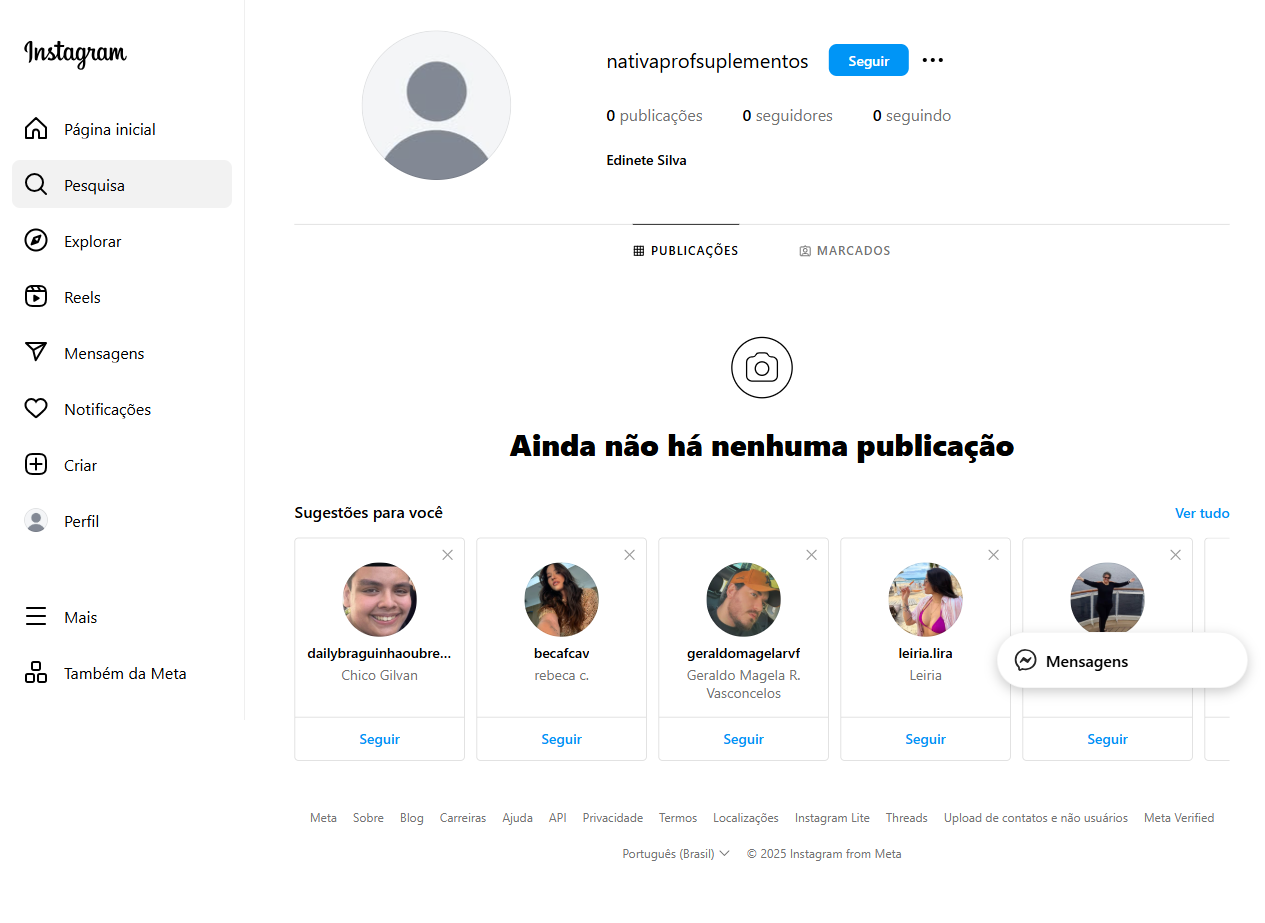 Instagram
Página inicial
Pesquisa
Explorar
Reels
Mensagens
Notificações
Criar
Perfil
Mais
Também da Meta
nativaprofsuplementos Seguir
0 publicações 0 seguidores 0 seguindo
Edinete Silva
PUBLICAÇÕES MARCADOS
Ainda não há nenhuma publicação
Sugestões para você Ver tudo
dailybraguinhaoubre... becafcav geraldomagelarvf leiria.lira
Chico Gilvan rebeca c. Geraldo Magela R. Leiria
Vasconcelos
Mensagens
Seguir Seguir Seguir Seguir Seguir
Meta Sobre Blog Carreiras Ajuda API Privacidade Termos Localizações Instagram Lite Threads Upload de contatos e não usuários Meta Verified
Português (Brasil) © 2025 Instagram from Meta